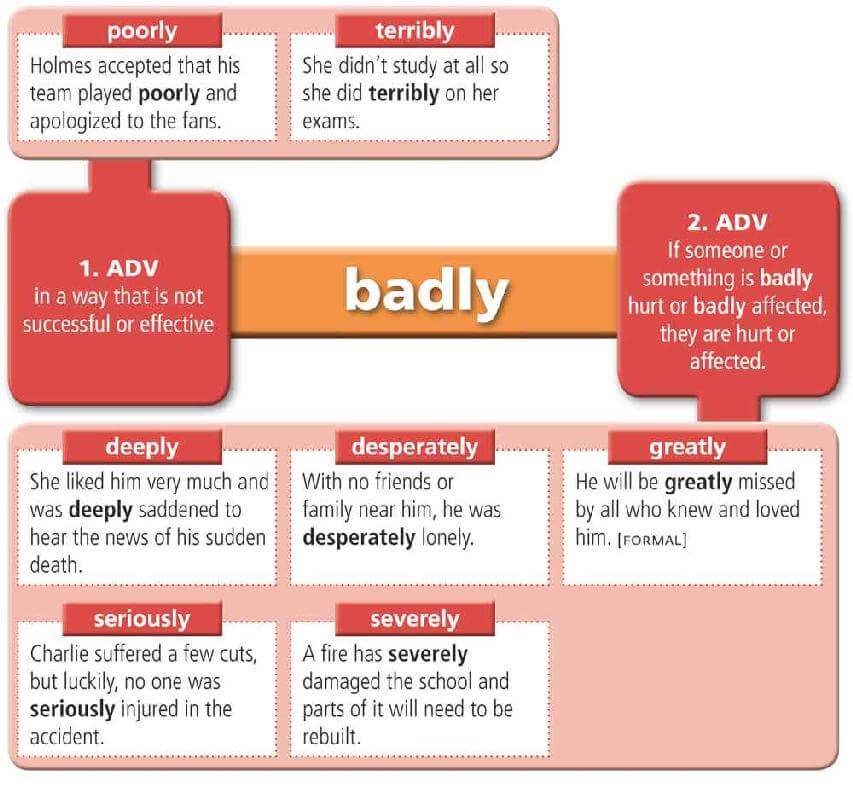 poorly
Holmes accepted that his
team played poorly and
apologized to the fans.
terribly
She didn't study at all so
she did terribly on her
exams.
1. ADV
in a way that is not
successful or effective
badly
2. ADV
If someone or
something is badly
hurt or badly affected,
they are hurt or
affected.
deeply
She liked him very much and
was deeply saddened to
hear the news of his sudden
death.
desperately
With no friends or
family near him, he was
desperately lonely.
greatly
He will be greatly missed
by all who knew and loved
him. [FORMAL]
seriously
Charlie suffered a few cuts,
but luckily, no one was
seriously injured in the
accident.
severely
A fire has severely
damaged the school and
parts of it will need to be
rebuilt.